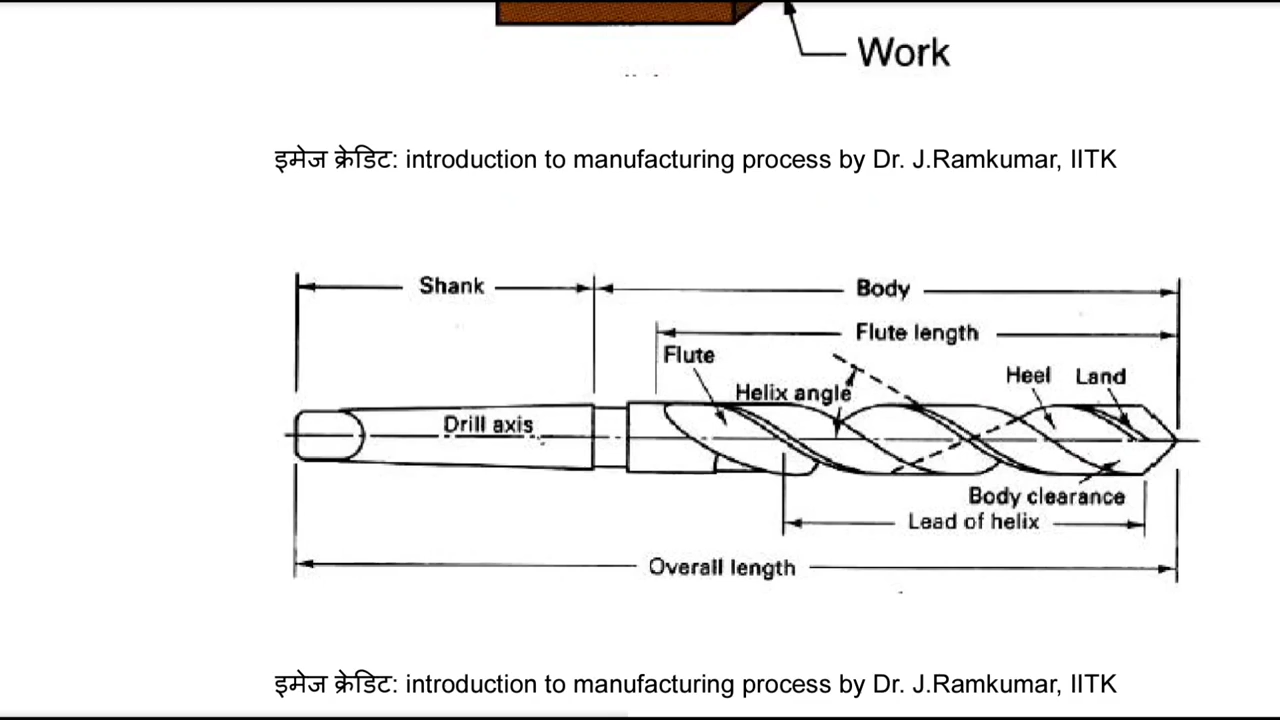 Work
इमेज क्रेडिट: introduction to manufacturing process by Dr. J.Ramkumar, IITK
Shank
Body
Flute length
Flute
Helix angle
Heel
Land
Drill axis
Body clearance
Lead of helix
Overall length
इमेज क्रेडिट: introduction to manufacturing process by Dr. J.Ramkumar, IITK